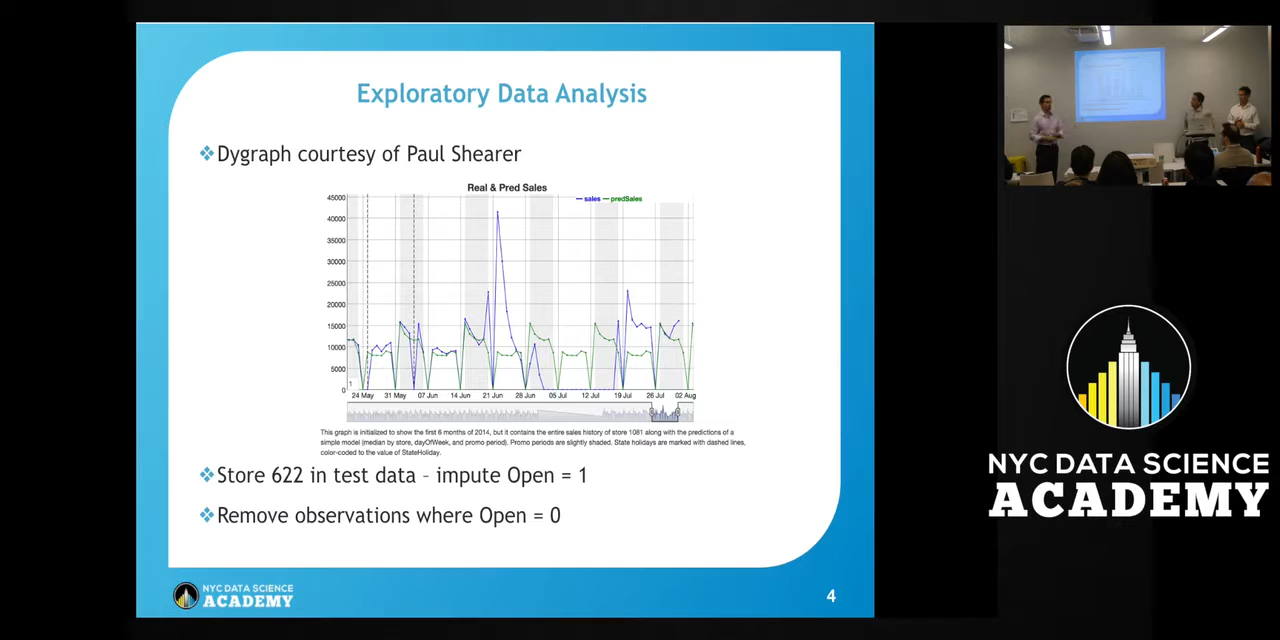 Exploratory Data Analysis
Dygraph courtesy of Paul Shearer
Real & Pred Sales
sales predSales
45000
40000
35000
30000
25000
20000
15000
10000
5000
0
1
24 May 31 May 07 Jun 14 Jun 21 Jun 28 Jun 05 Jul 12 Jul 19 Jul 26 Jul 02 Aug
This graph is initialized to show the first 6 months of 2014, but it contains the entire sales history of store 1081 along with the predictions of a
simple model (median by store, dayOfWeek, and promo period). Promo periods are slightly shaded. State holidays are marked with dashed lines,
color-coded to the value of StateHoliday.
Store 622 in test data – impute Open = 1
Remove observations where Open = 0
NYC DATA SCIENCE
ACADEMY
4
NYC DATA SCIENCE
ACADEMY